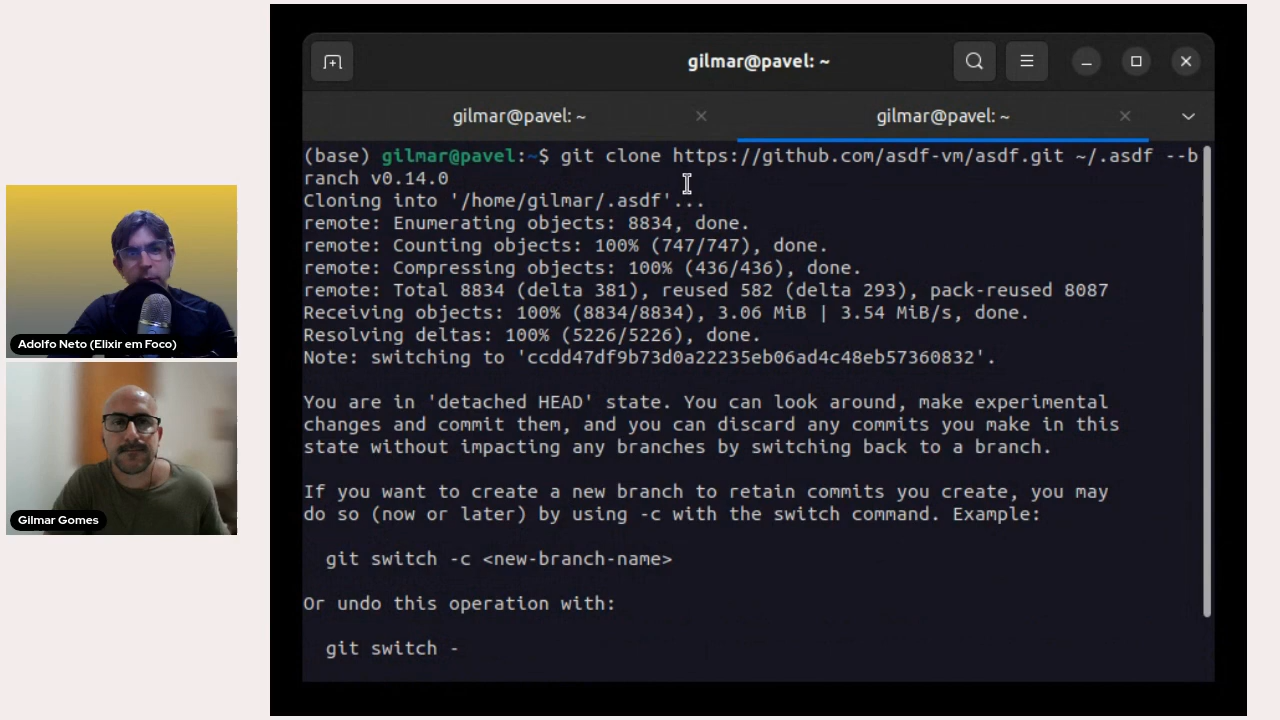 gilmar@pavel: ~
gilmar@pavel: ~
gilmar@pavel: ~
(base) gilmar@pavel:~$ git clone https://github.com/asdf-vm/asdf.git ~/.asdf --b
ranch v0.14.0
Cloning into '/home/gilmar/.asdf'...
remote: Enumerating objects: 8834, done.
remote: Counting objects: 100% (747/747), done.
remote: Compressing objects: 100% (436/436), done.
remote: Total 8834 (delta 381), reused 582 (delta 293), pack-reused 8087
Receiving objects: 100% (8834/8834), 3.06 MiB | 3.54 MiB/s, done.
Resolving deltas: 100% (5226/5226), done.
Note: switching to 'ccdd47df9b73d0a22235eb06ad4c48eb57360832'.
You are in 'detached HEAD' state. You can look around, make experimental
changes and commit them, and you can discard any commits you make in this
state without impacting any branches by switching back to a branch.
If you want to create a new branch to retain commits you create, you may
do so (now or later) by using -c with the switch command. Example:
git switch -c <new-branch-name>
Or undo this operation with:
git switch -
Adolfo Neto (Elixir em Foco)
Gilmar Gomes